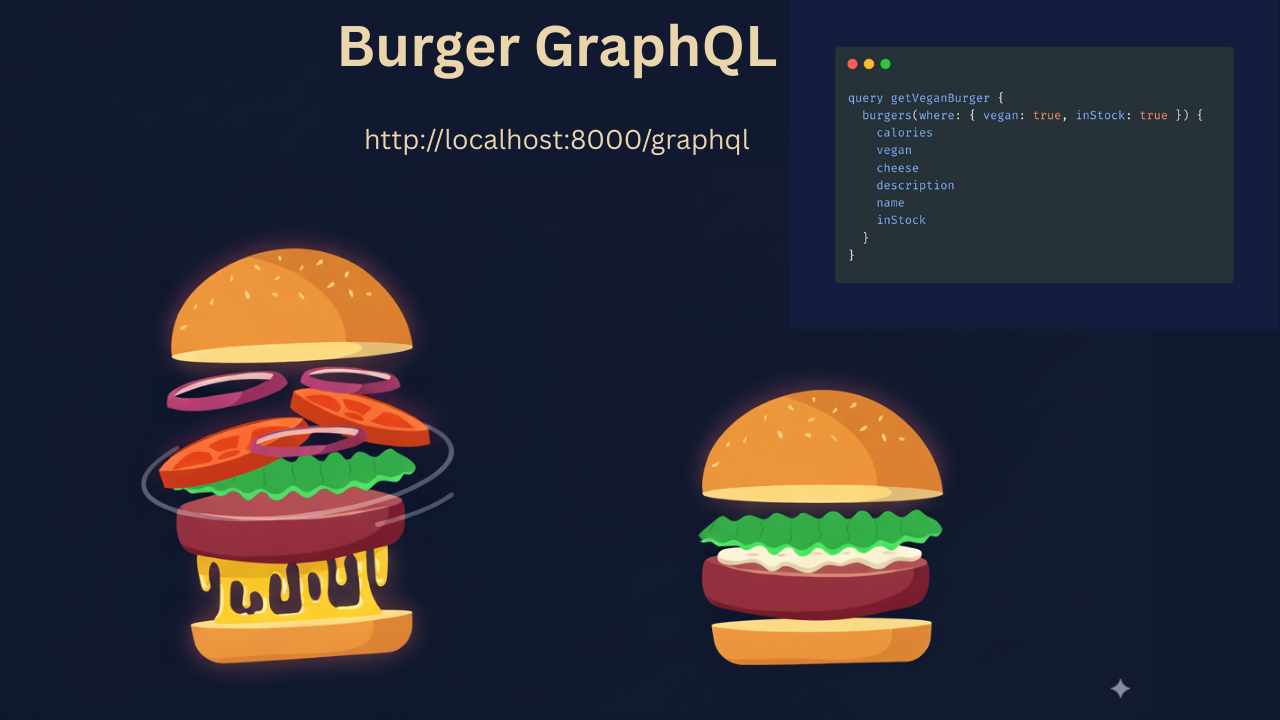 Burger GraphQL
http://localhost:8000/graphql
query getVeganBurger {
  burgers(where: { vegan: true, inStock: true }) {
    calories
    vegan
    cheese
    description
    name
    inStock
  }
}